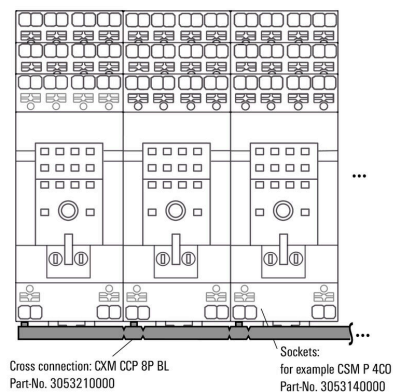 ...
...
Cross connection: CXM CCP 8P BL
Part-No. 3053210000
Sockets:
for example CSM P 4CO
Part-No. 3053140000